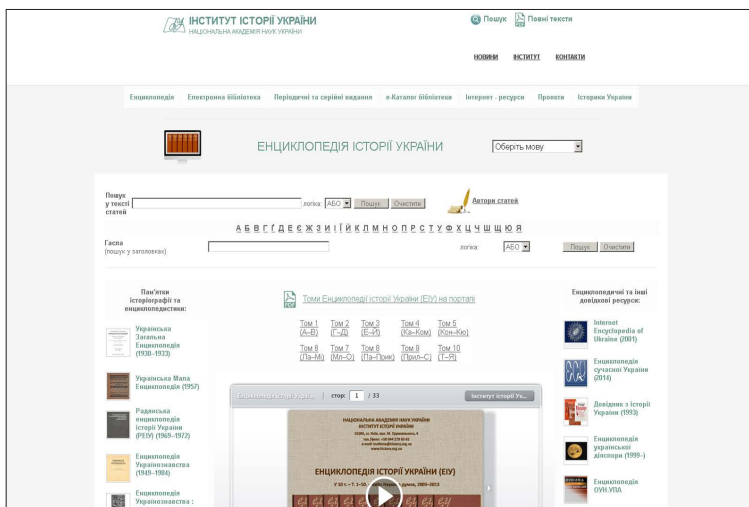 ІНСТИТУТ ІСТОРІЇ УКРАЇНИ
НАЦІОНАЛЬНА АКАДЕМІЯ НАУК УКРАЇНИ
Пошук
Повні тексти
НОВИНИ ІНСТИТУТ КОНТАКТИ
Енциклопедія Електронна бібліотека Періодичні та серійні видання е-Каталог бібліотеки Інтернет - ресурси Проекти Історики України
ЕНЦИКЛОПЕДІЯ ІСТОРІЇ УКРАЇНИ
Оберіть мову
Пошук
у тексті
статей
логіка: АБО Пошук Очистити
Автори статей
А Б В Г Ґ Д Е Є Ж З И І Ї Й К Л М Н О П Р С Т У Ф Х Ц Ч Ш Щ Ю Я
Гасла
(пошук у заголовках)
логіка: АБО Пошук Очистити
Пам'ятки
історіографії та
енциклопедистики:
Українська
Загальна
Енциклопедія
(1930-1933)
Українська Мала
Енциклопедія (1957)
Радянська
енциклопедія
історії України
(РЕІУ) (1969-1972)
Енциклопедія
Українознавства
(1949-1984)
Енциклопедія
Українознавства :
Томи Енциклопедії історії України (ЕІУ) на порталі
Том 1 Том 2 Том 3 Том 4 Том 5
(А–В) (Г–Д) (Е–Й) (Ка–Ком) (Кон–Кю)
Том 6 Том 7 Том 8 Том 9 Том 10
(Ла–Мі) (Мл–О) (Па–Прик) (Прил–С) (Т–Я)
Енциклопедія історії Украї...
стор: 1 / 33
Інститут історії Ук...
НАЦІОНАЛЬНА АКАДЕМІЯ НАУК УКРАЇНИ
ІНСТИТУТ ІСТОРІЇ УКРАЇНИ
ЕНЦИКЛОПЕДІЯ ІСТОРІЇ УКРАЇНИ (ЕІУ)
Енциклопедичні та інші
довідкові ресурси:
Internet
Encyclopedia of
Ukraine (2001)
Енциклопедія
сучасної України
(2014)
Довідник з історії
України (1993)
Енциклопедія
української
діяспори (1999-)
Енциклопедія
ОУН.УПА